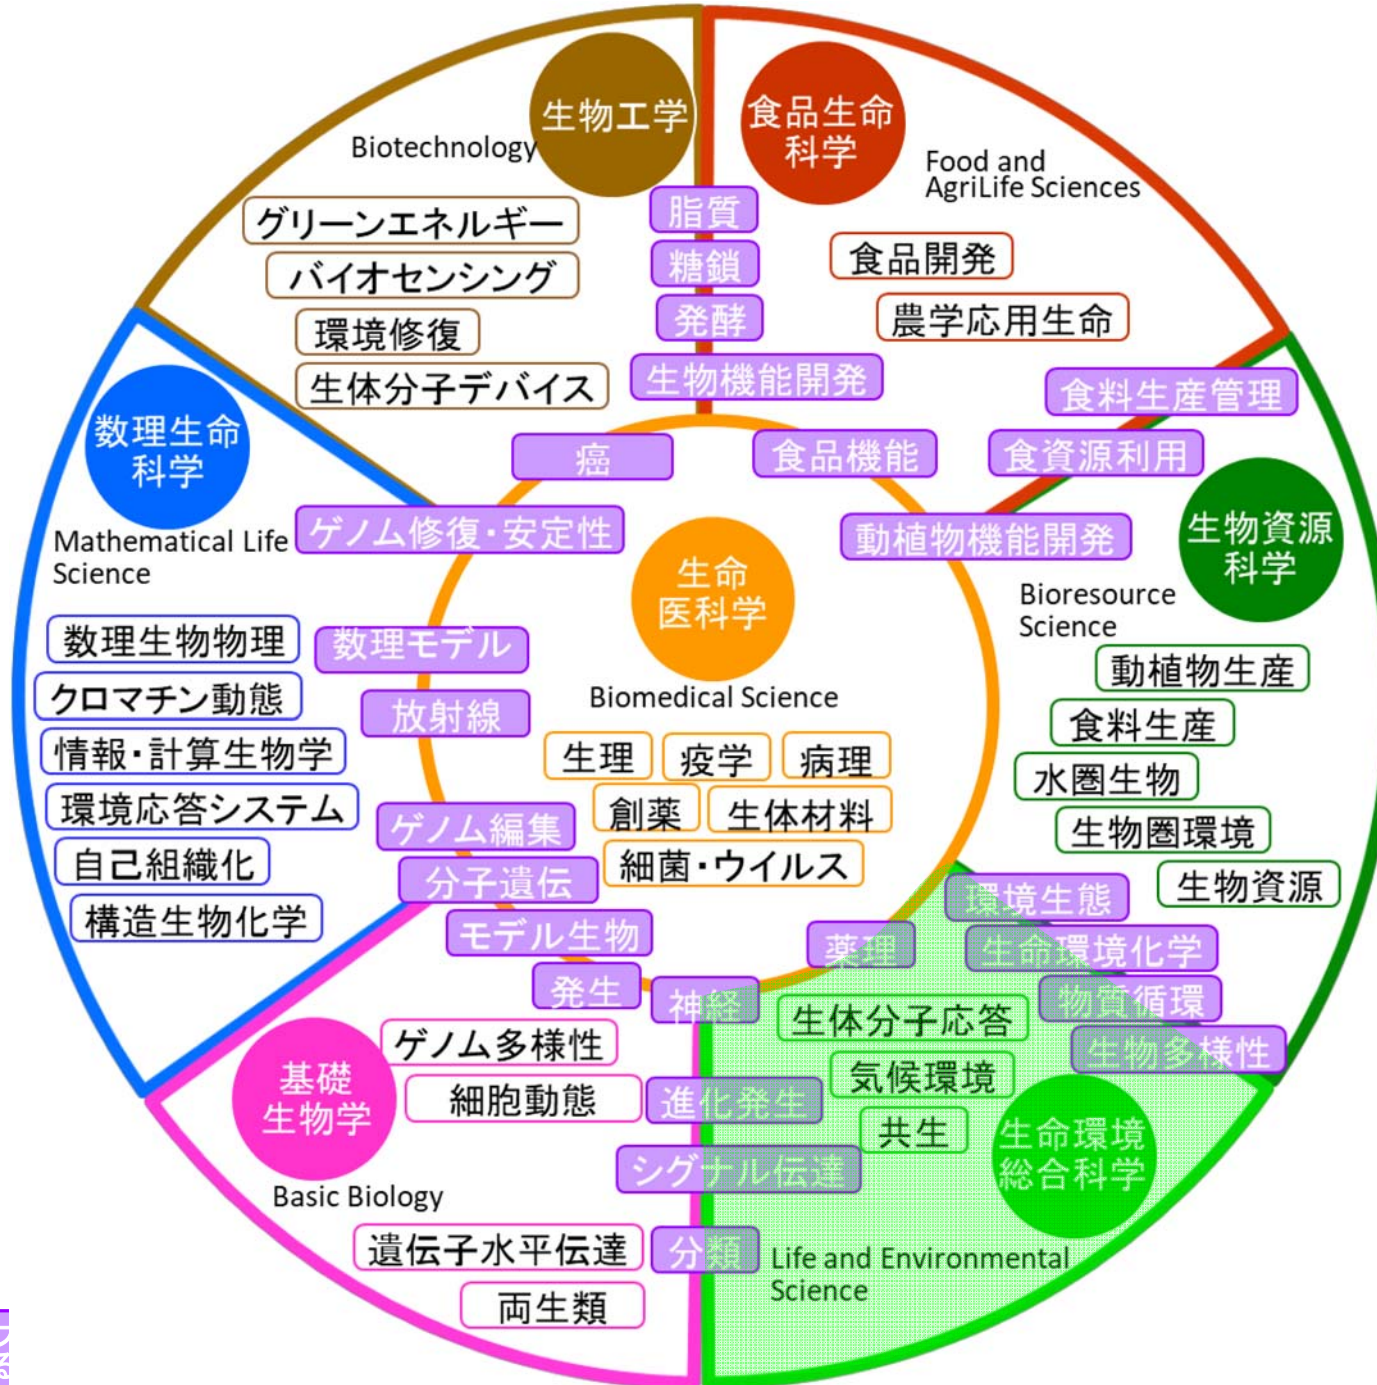 生物工学
Biotechnology
グリーンエネルギー
バイオセンシング
環境修復
生体分子デバイス
食品生命
科学
Food and
AgriLife Sciences
食品開発
農学応用生命
脂質
糖鎖
発酵
生物機能開発
癌
食品機能
食料生産管理
食資源利用
動植物機能開発
ゲノム修復・安定性
数理生命
科学
Mathematical Life
Science
数理生物物理
クロマチン動態
情報・計算生物学
環境応答システム
自己組織化
構造生物化学
数理モデル
放射線
ゲノム編集
分子遺伝
モデル生物
発生
神経
薬理
生命
医科学
Biomedical Science
生理
疫学
病理
創薬
生体材料
細菌・ウイルス
生物資源
科学
Bioresource
Science
動植物生産
食料生産
水圏生物
生物圏環境
生物資源
環境生態
生命環境化学
物質循環
生物多様性
基礎
生物学
Basic Biology
ゲノム多様性
細胞動態
遺伝子水平伝達
両生類
進化発生
シグナル伝達
分類
生体分子応答
気候環境
共生
生命環境
総合科学
Life and Environmental
Science